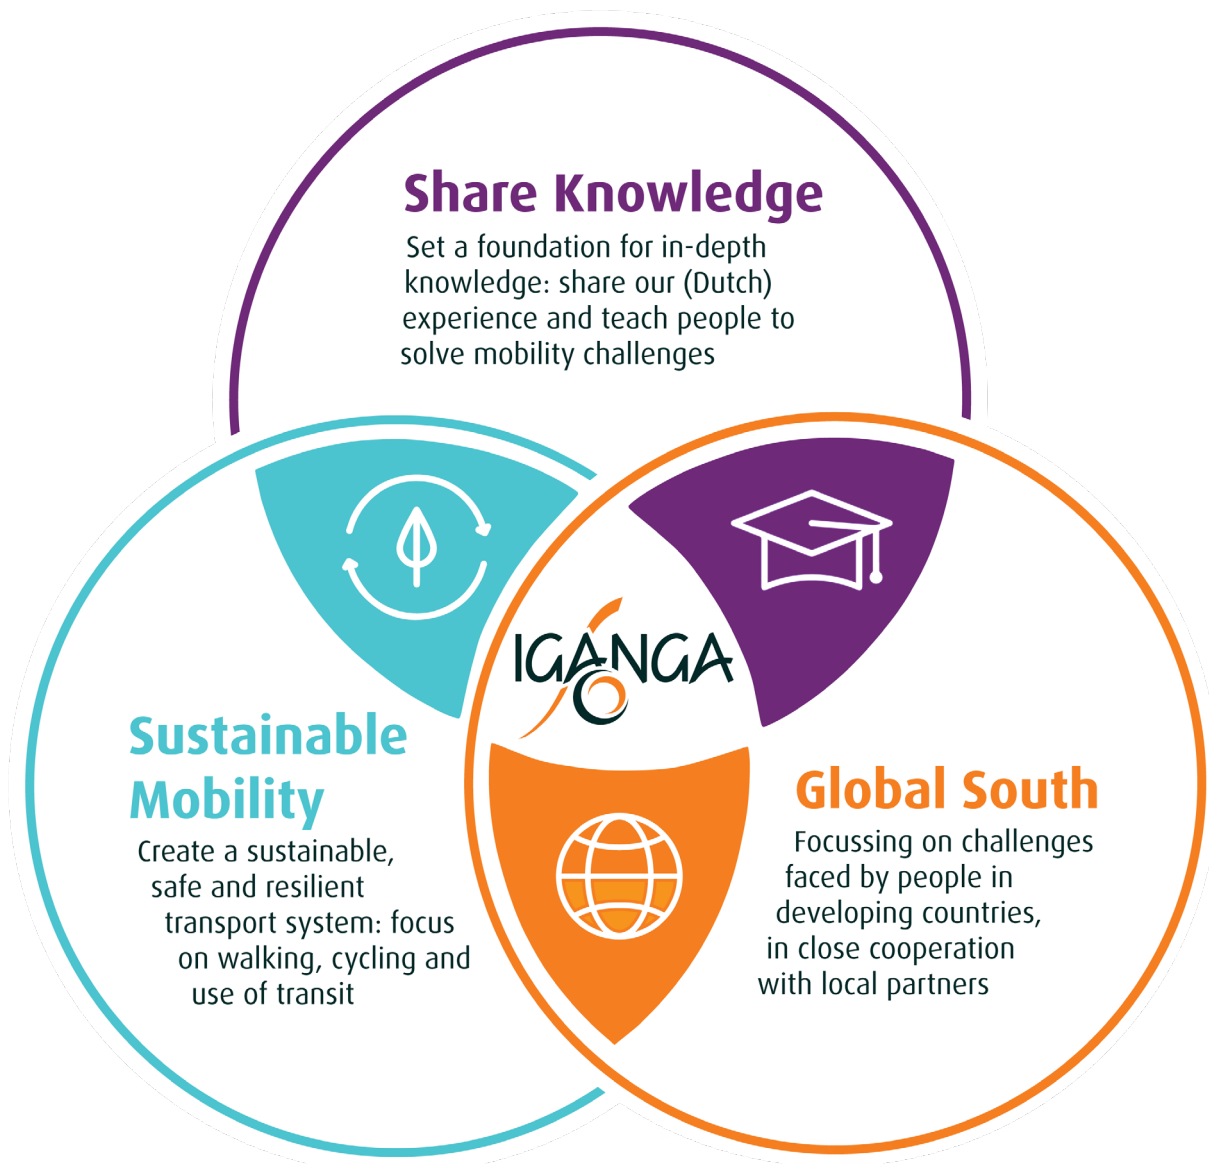 Share Knowledge
Set a foundation for in-depth
knowledge: share our (Dutch)
experience and teach people to
solve mobility challenges
IGANGA
Sustainable
Mobility
Create a sustainable,
safe and resilient
transport system: focus
on walking, cycling and
use of transit
Global South
Focussing on challenges
faced by people in
developing countries,
in close cooperation
with local partners